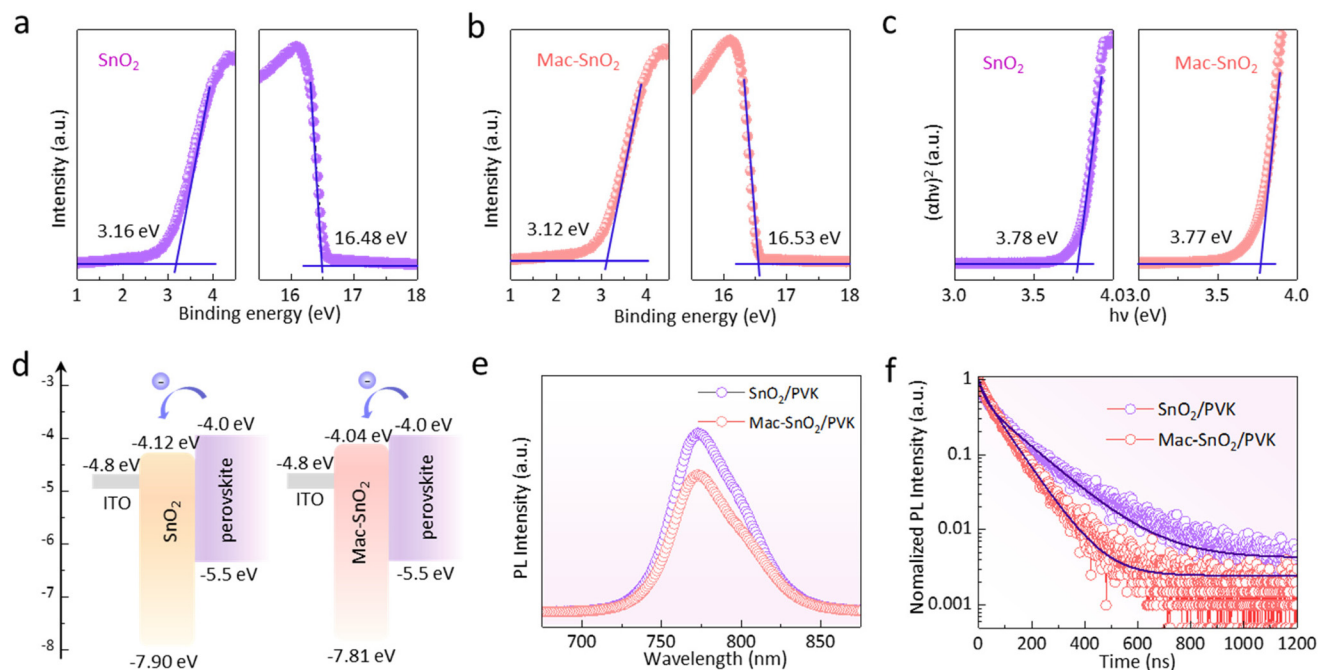 a
SnO₂
3.16 eV
16.48 eV
Intensity (a.u.)
1 2 3 4 16 17 18
Binding energy (eV)
b
Mac-SnO₂
3.12 eV
16.53 eV
Intensity (a.u.)
1 2 3 4 16 17 18
Binding energy (eV)
c
SnO₂
Mac-SnO₂
3.78 eV
3.77 eV
(αhν)² (a.u.)
3.0 3.5 4.0 3.0 3.5 4.0
hν (eV)
d
-3
-4
-5
-6
-7
-8
-
-4.12 eV
-4.0 eV
-4.8 eV
ITO
SnO₂
perovskite
-5.5 eV
-7.90 eV
-
-4.04 eV
-4.0 eV
-4.8 eV
ITO
Mac-SnO₂
perovskite
-5.5 eV
-7.81 eV
e
SnO₂/PVK
Mac-SnO₂/PVK
PL Intensity (a.u.)
700 750 800 850
Wavelength (nm)
f
SnO₂/PVK
Mac-SnO₂/PVK
Nomalized PL Intensity (a.u.)
1
0.1
0.01
0.001
0 200 400 600 800 1000 1200
Time (ns)